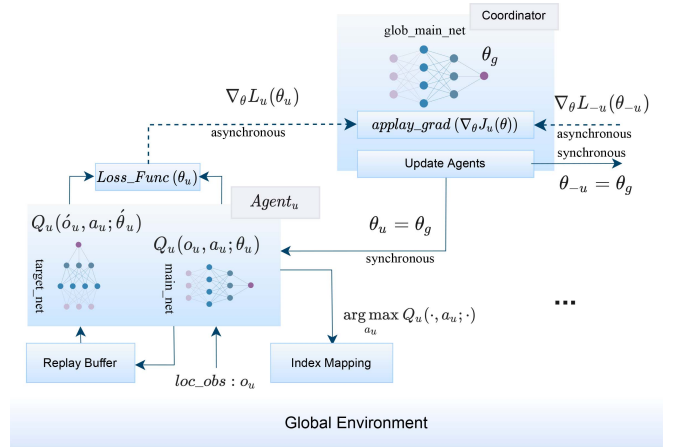 Coordinator
glob_main_net
θ_g
∇_θ L_u(θ_u)
asynchronous
applay_grad (∇_θ J_u(θ))
∇_θ L_{−u}(θ_{−u})
asynchronous
synchronous
Update Agents
θ_{−u} = θ_g
Loss_Func (θ_u)
Agent_u
Q_u(ó_u, a_u; θ́_u)
Q_u(o_u, a_u; θ_u)
target_net
main_net
θ_u = θ_g
synchronous
arg max Q_u(·, a_u; ·)
a_u
...
Replay Buffer
loc_obs : o_u
Index Mapping
Global Environment